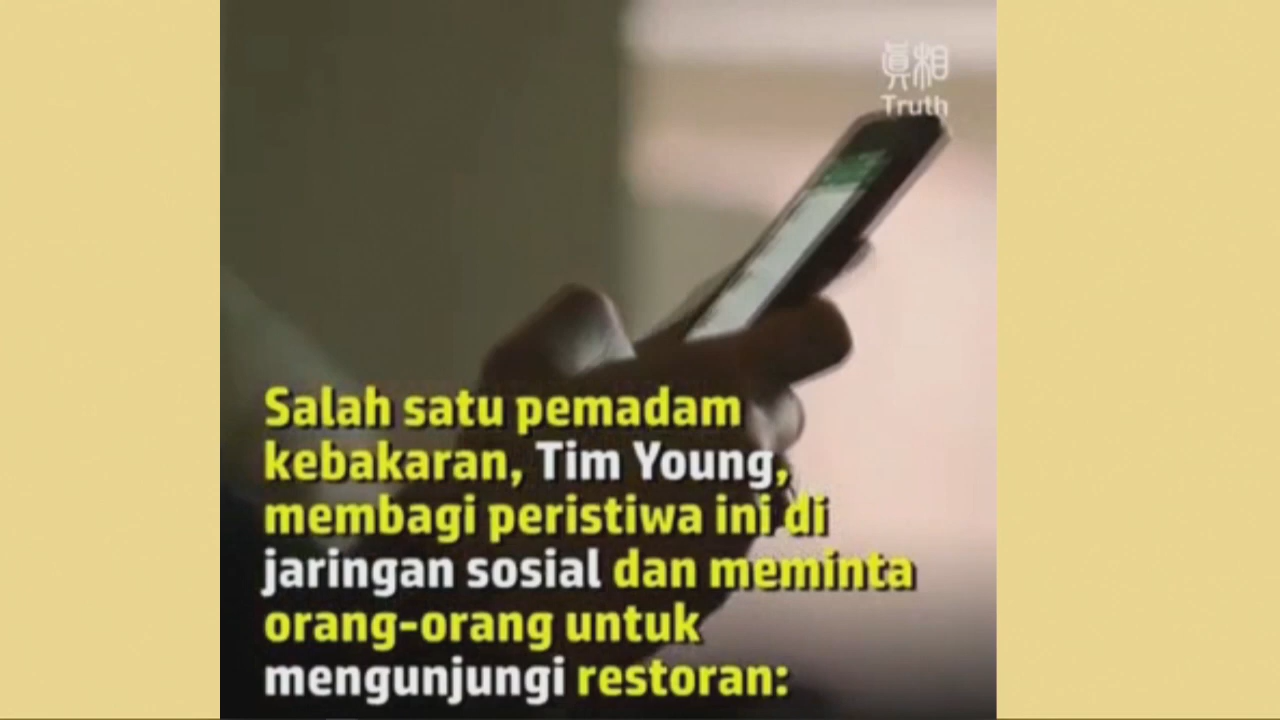 眞相
Truth
Salah satu pemadam
kebakaran, Tim Young,
membagi peristiwa ini di
jaringan sosial dan meminta
orang-orang untuk
mengunjungi restoran: